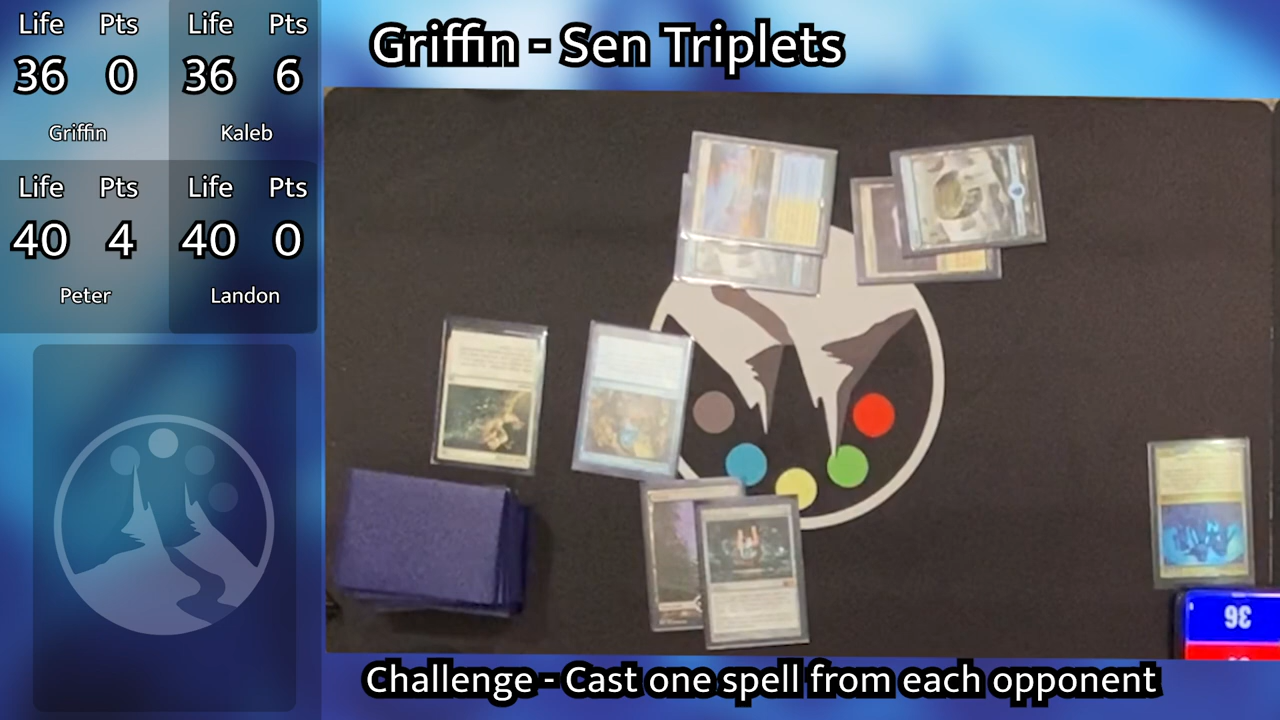 Griffin - Sen Triplets
Life Pts Life Pts
36 0 36 6
Griffin Kaleb
Life Pts Life Pts
40 4 40 0
Peter Landon
36
Challenge - Cast one spell from each opponent